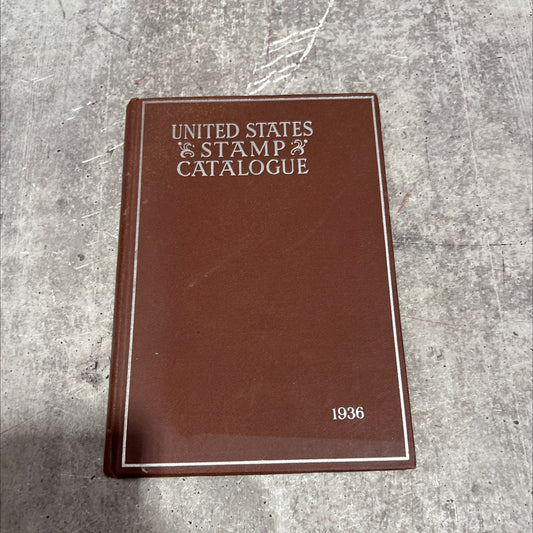 UNITED STATES
STAMP
CATALOGUE
1936